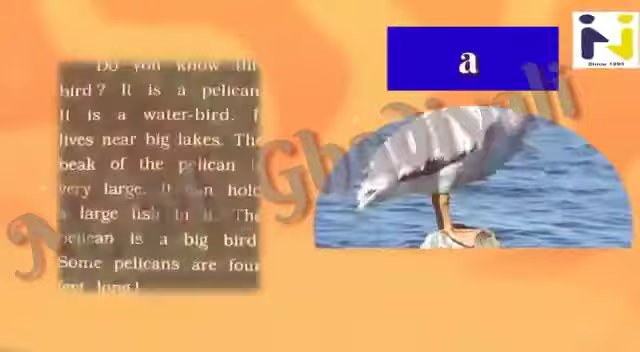 Do you know this
bird? It is a pelican
It is a water-bird. I
lives near big lakes. The
beak of the pelican i
very large. It can hold
a large fish in it. The
pelican is a big bird
Some pelicans are four
feet long!
a
Since 1991